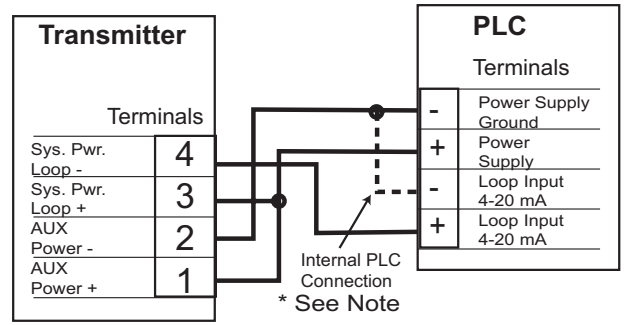 Transmitter
Terminals
Sys. Pwr.
Loop -
4
Sys. Pwr.
Loop +
3
AUX
Power -
2
AUX
Power +
1
PLC
Terminals
-
Power Supply
Ground
+
Power
Supply
-
Loop Input
4-20 mA
+
Loop Input
4-20 mA
Internal PLC
Connection
* See Note